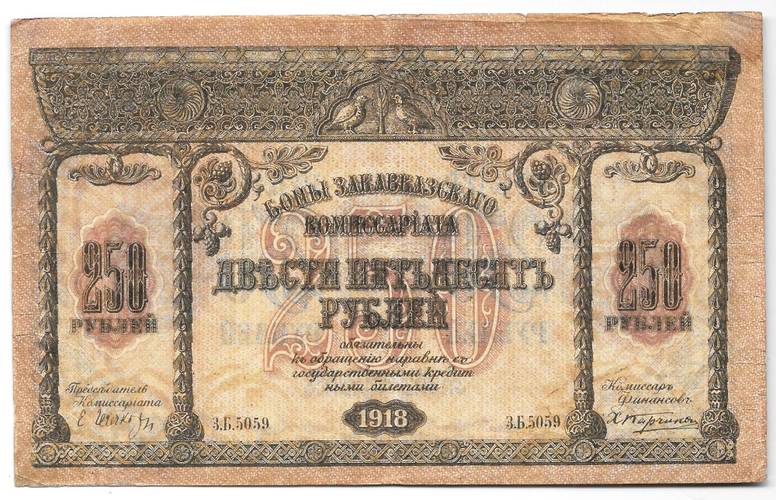 БОНЫ ЗАКАВКАЗСКАГО
КОМИССАРІАТА
ДВѢСТИ ПЯТЬДЕСЯТЪ
РУБЛЕЙ
250
250
РУБЛЕЙ
250
РУБЛЕЙ
обязательны
къ обращенію наравнѣ съ
государственными кредит
ными билетами
Предсѣдатель
Комиссаріата
Комиссаръ
Финансовъ
З.Б.5059
1918
З.Б.5059